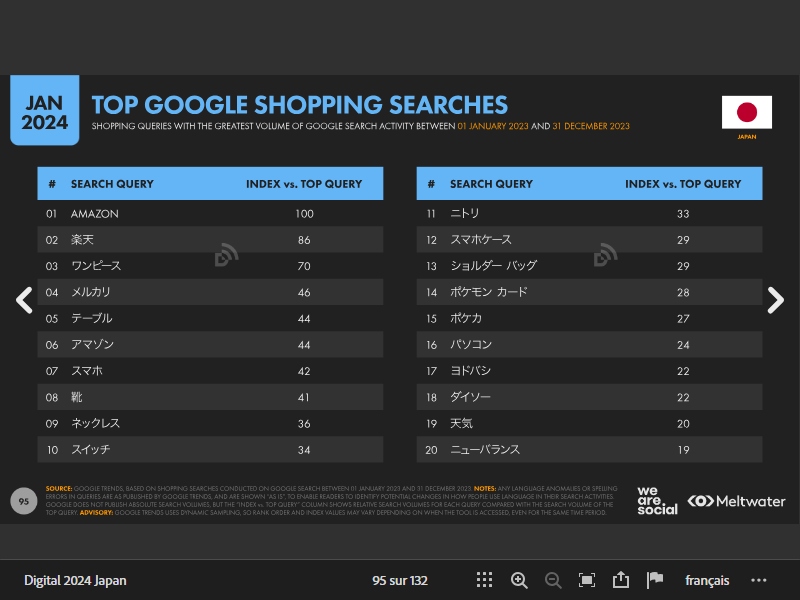 JAN
2024
TOP GOOGLE SHOPPING SEARCHES
SHOPPING QUERIES WITH THE GREATEST VOLUME OF GOOGLE SEARCH ACTIVITY BETWEEN 01 JANUARY 2023 AND 31 DECEMBER 2023
JAPAN
# SEARCH QUERY INDEX vs. TOP QUERY
01 AMAZON 100
02 楽天 86
03 ワンピース 70
04 メルカリ 46
05 テーブル 44
06 アマゾン 44
07 スマホ 42
08 靴 41
09 ネックレス 36
10 スイッチ 34
# SEARCH QUERY INDEX vs. TOP QUERY
11 ニトリ 33
12 スマホケース 29
13 ショルダー バッグ 29
14 ポケモン カード 28
15 ポケカ 27
16 パソコン 24
17 ヨドバシ 22
18 ダイソー 22
19 天気 20
20 ニューバランス 19
95
SOURCE: GOOGLE TRENDS, BASED ON SHOPPING SEARCHES CONDUCTED ON GOOGLE SEARCH BETWEEN 01 JANUARY 2023 AND 31 DECEMBER 2023. NOTES: ANY LANGUAGE ANOMALIES OR SPELLING
ERRORS IN QUERIES ARE AS PUBLISHED BY GOOGLE TRENDS, AND ARE SHOWN "AS IS", TO ENABLE READERS TO IDENTIFY POTENTIAL CHANGES IN HOW PEOPLE USE LANGUAGE IN THEIR SEARCH ACTIVITIES.
GOOGLE DOES NOT PUBLISH ABSOLUTE SEARCH VOLUMES, BUT THE "INDEX vs. TOP QUERY" COLUMN SHOWS RELATIVE SEARCH VOLUMES FOR EACH QUERY COMPARED WITH THE SEARCH VOLUME OF THE
TOP QUERY. ADVISORY: GOOGLE TRENDS USES DYNAMIC SAMPLING, SO RANK ORDER AND INDEX VALUES MAY VARY DEPENDING ON WHEN THE TOOL IS ACCESSED, EVEN FOR THE SAME TIME PERIOD.
we
are.
social
Meltwater
Digital 2024 Japan
95 sur 132
français